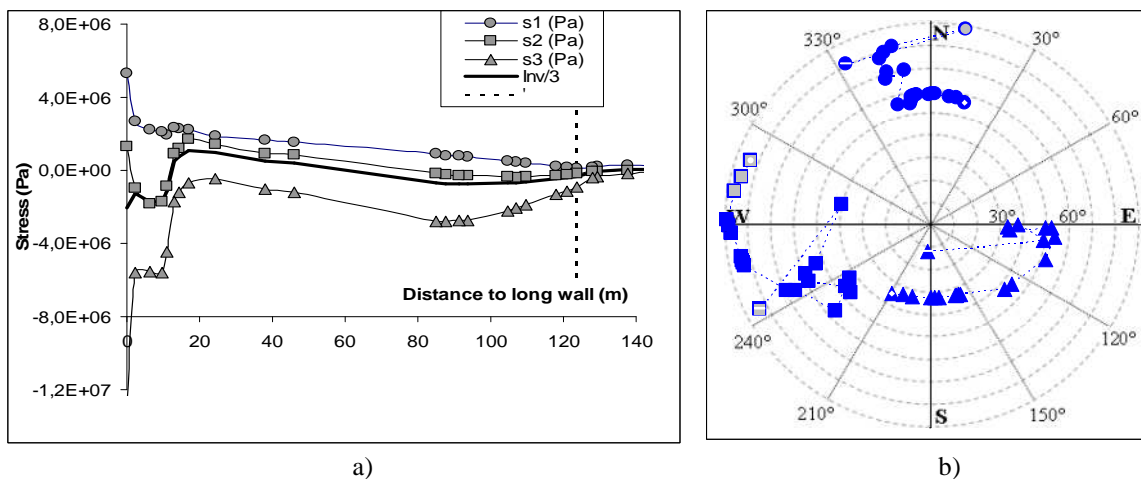 8,0E+06
4,0E+06
0,0E+00
-4,0E+06
-8,0E+06
-1,2E+07
Stress (Pa)
s1 (Pa)
s2 (Pa)
s3 (Pa)
Inv/3
Distance to long wall (m)
0 20 40 60 80 100 120 140
a)
N
30°
60°
E
120°
150°
S
210°
240°
V
300°
330°
30° 60°
b)